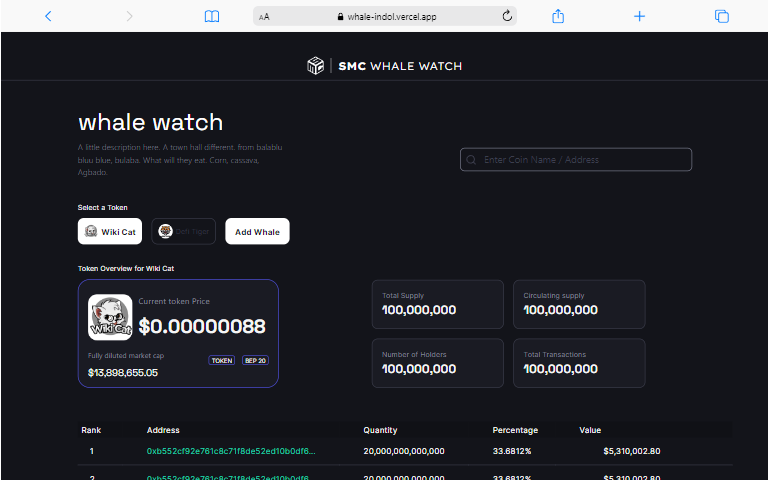 AA whale-indol.vercel.app
SMC WHALE WATCH
whale watch
A little description here. A town hall different. from balablu
bluu blue, bulaba. What will they eat. Corn, cassava,
Agbado.
Enter Coin Name / Address
Select a Token
Wiki Cat
Tiger
Add Whale
Token Overview for Wiki Cat
Wiki Cat
Current token Price
$0.00000088
Fully diluted market cap
TOKEN
BEP 20
$13,898,655.05
Total Supply
100,000,000
Circulating supply
100,000,000
Number of Holders
100,000,000
Total Transactions
100,000,000
Rank Address Quantity Percentage Value
1 0xb552cf92e761c8c71f8de52ed10b0df6... 20,000,000,000,000 33.6812% $5,310,002.80
2 0xb552cf92e761c8c71f8de52ed10b0df6... 20,000,000,000,000 33.6812% $5,310,002.80